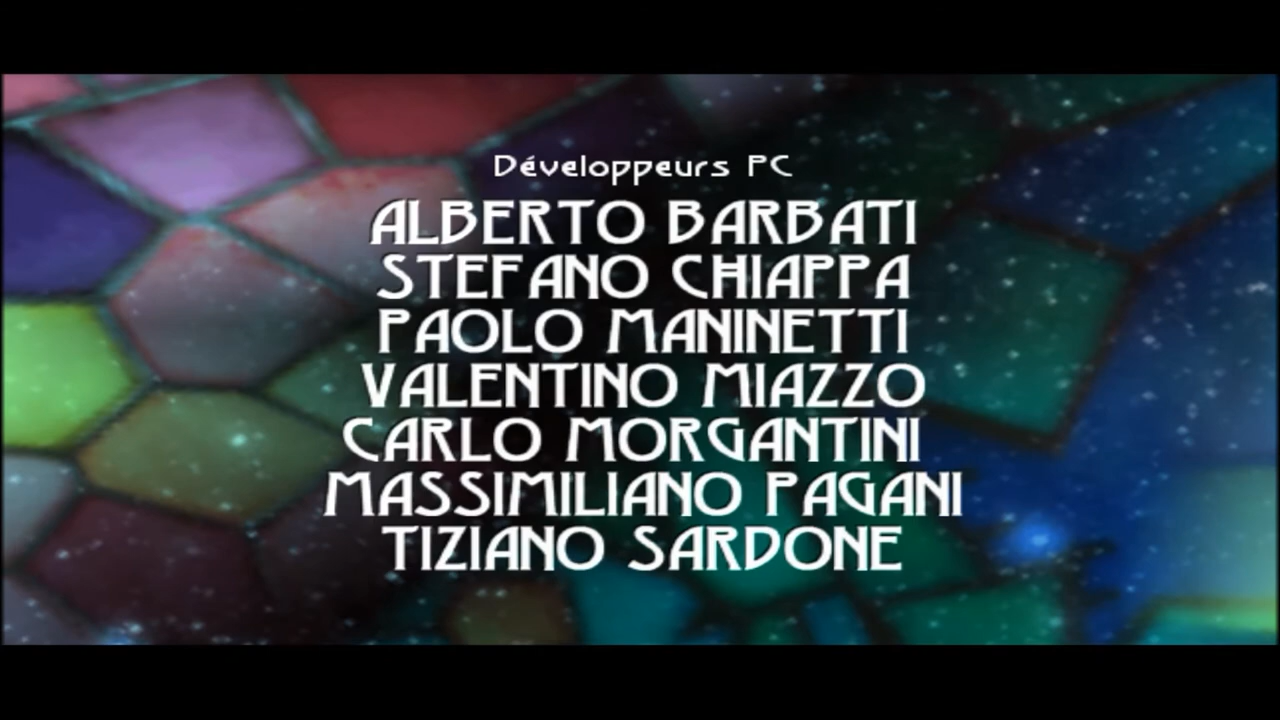 Développeurs PC
ALBERTO BARBATI
STEFANO CHIAPPA
PAOLO MANINETTI
VALENTINO MIAZZO
CARLO MORGANTINI
MASSIMILIANO PAGANI
TIZIANO SARDONE